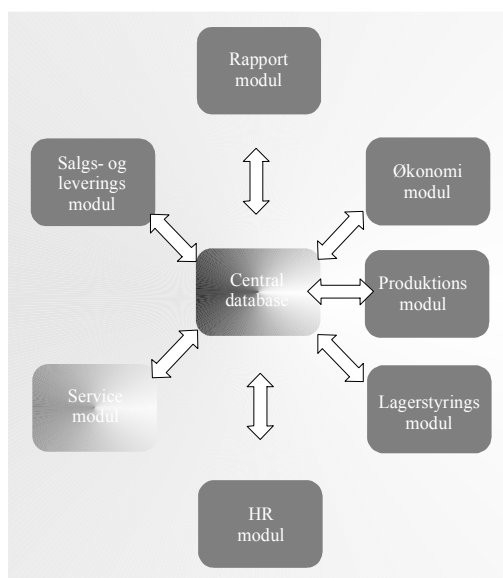 Rapport
modul
Salgs- og
leverings
modul
Økonomi
modul
Central
database
Produktions
modul
Service
modul
Lagerstyrings
modul
HR
modul